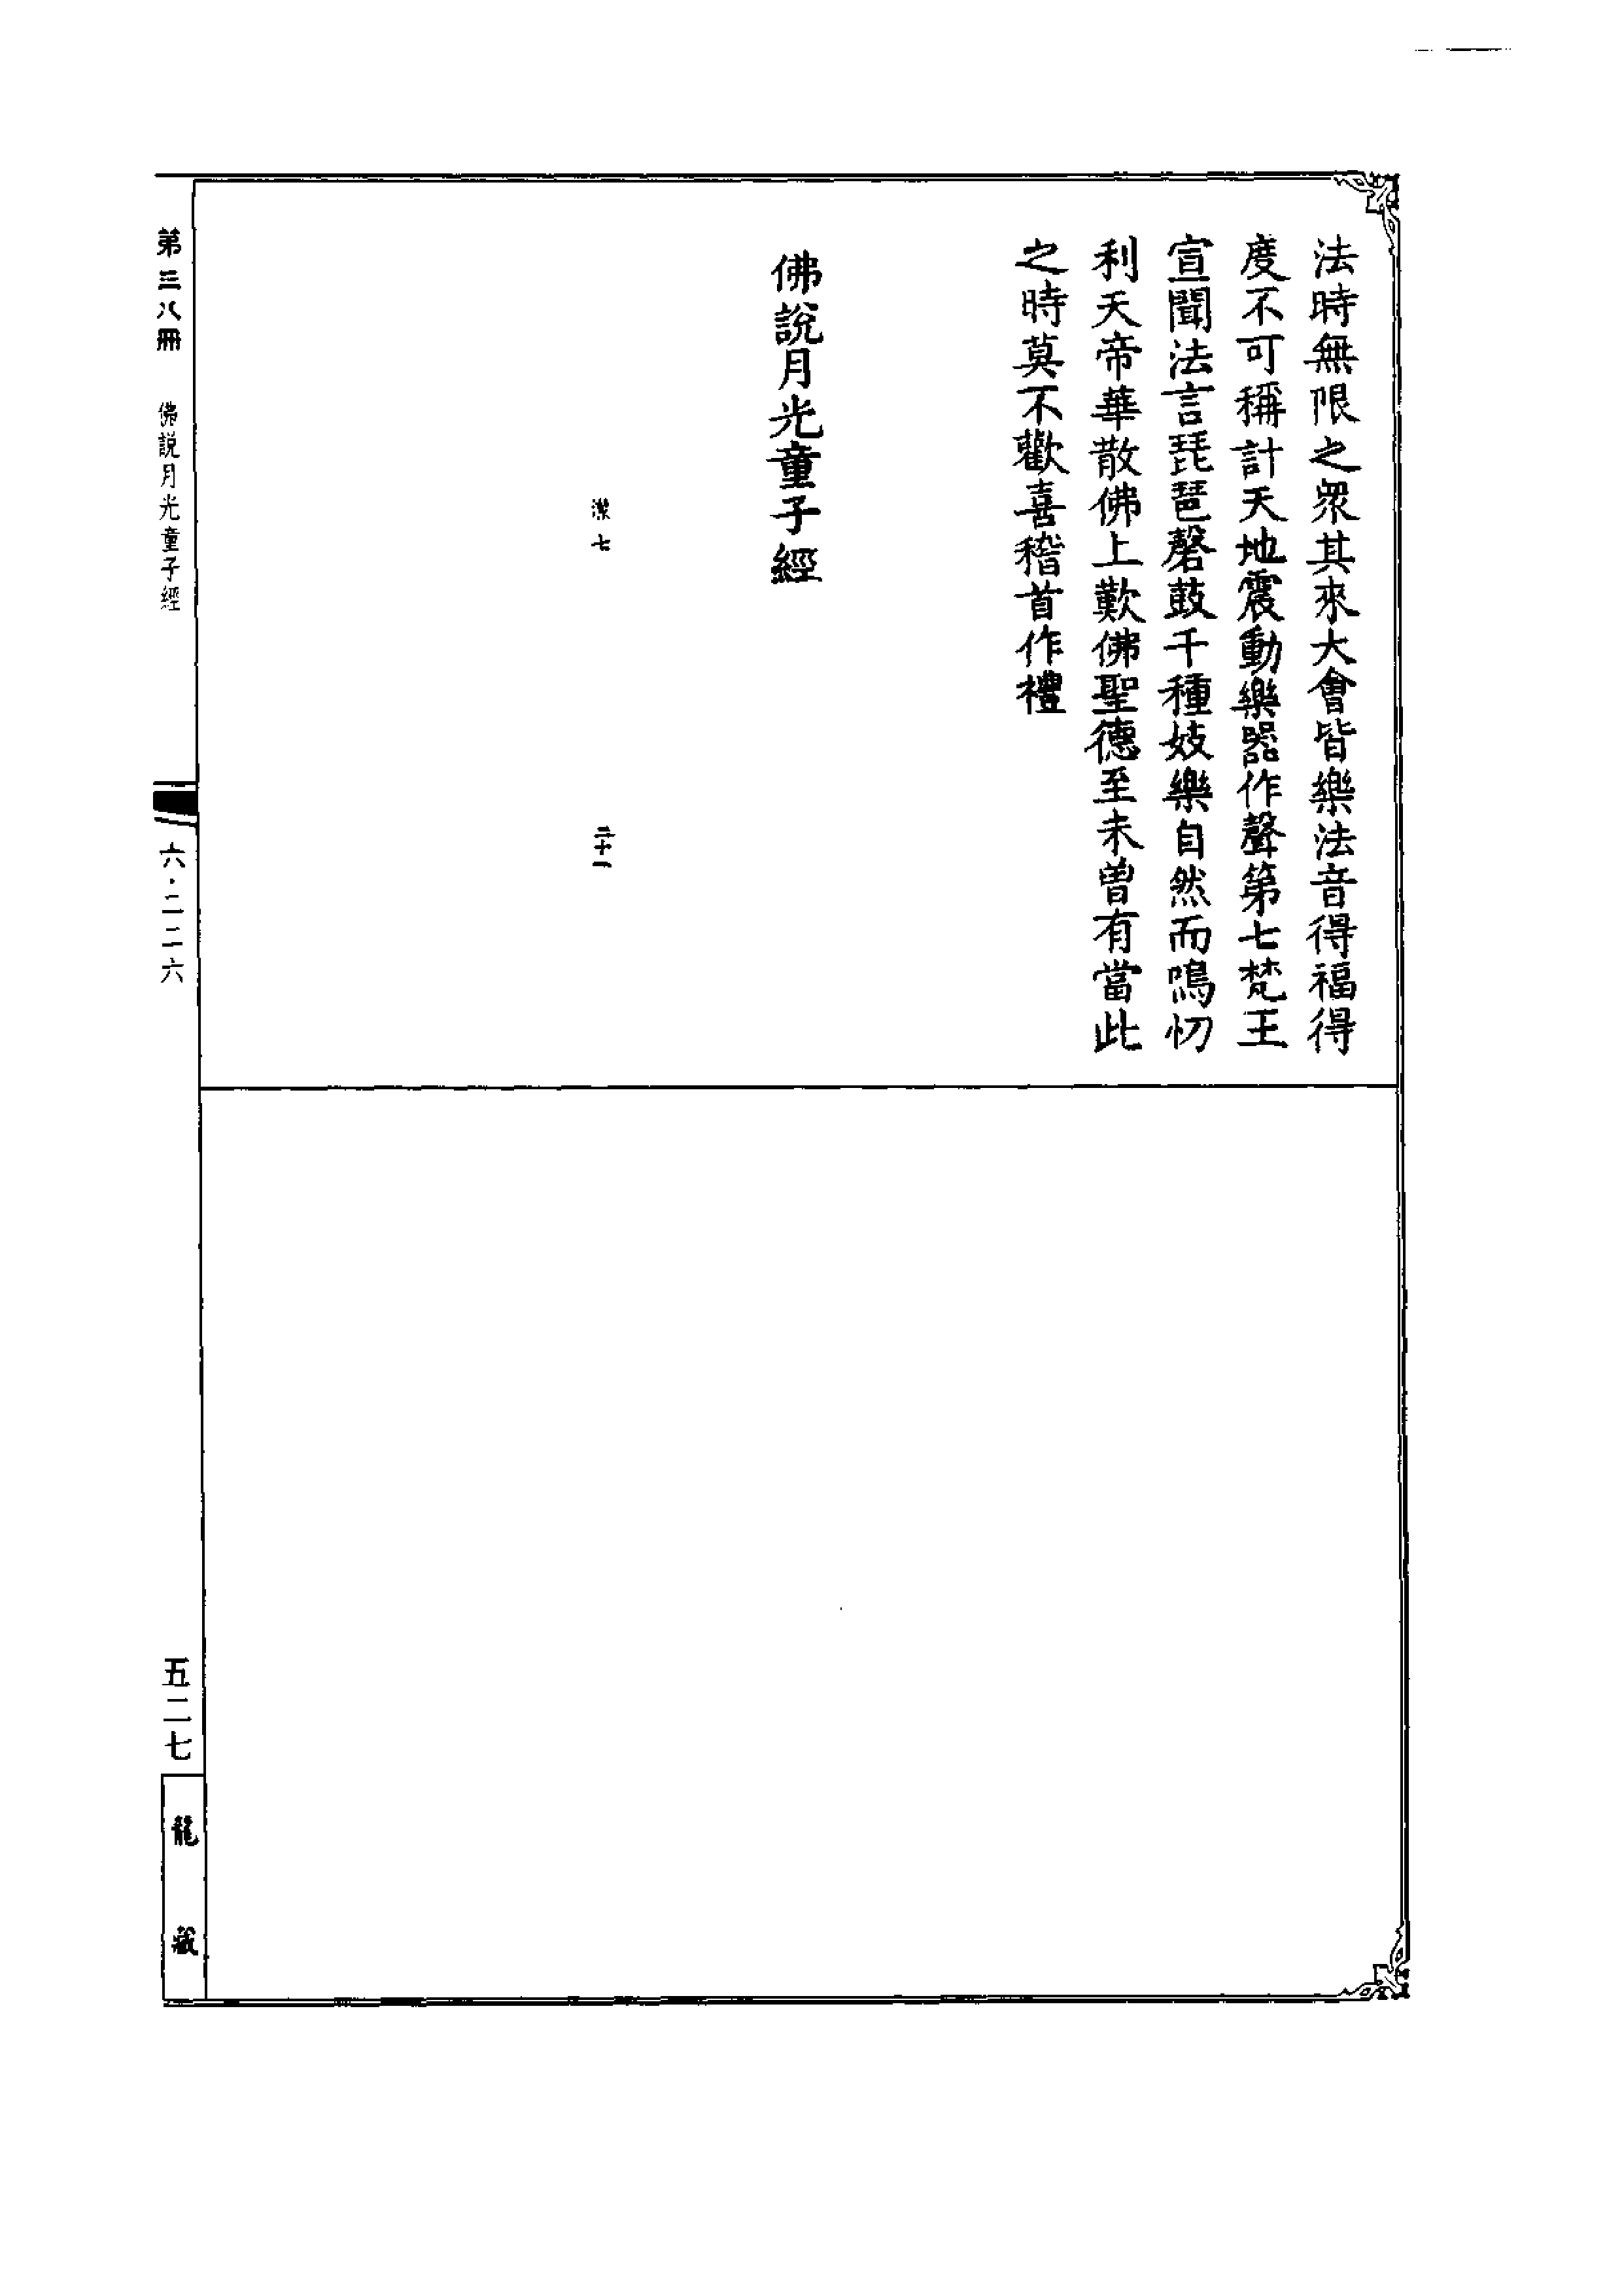 法時無限之眾其來大會皆樂法音得福得
度不可稱計天地震動樂器作聲第七梵王
宣聞法言琵琶磬鼓千種妓樂自然而鳴忉
利天帝華散佛上歎佛聖德至未曾有當此
之時莫不歡喜稽首作禮
佛說月光童子經
潔七 二十一
第三八冊 佛說月光童子經 六·二二六 五二七 龍藏